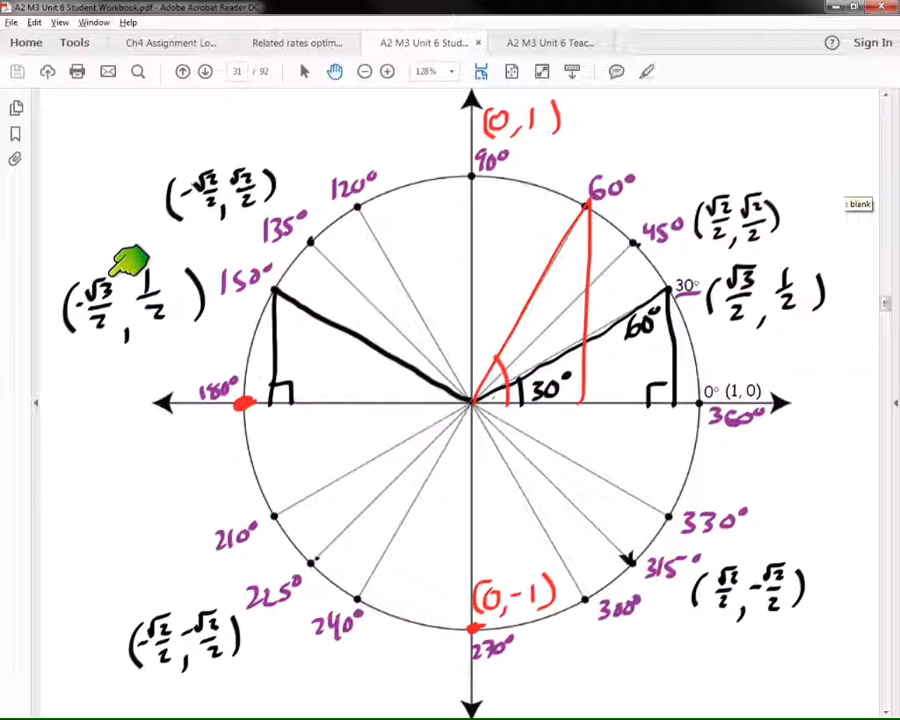 A2 M3 Unit 6 Student Workbook.pdf - Adobe Acrobat Reader D
File Edit View Window Help
Home Tools Ch4 Assignment Lo... Related rates optim... A2 M3 Unit 6 Stud... × A2 M3 Unit 6 Teac... Sign In
31 / 92 128%
(0, 1)
90°
(-√2/2, √2/2)
120°
60°
135°
45° (√2/2, √2/2)
blank
150°
(-√3/2, 1/2)
30° (√3/2, 1/2)
60°
30°
180°
0° (1, 0)
360°
210°
330°
225°
315°
(0, -1)
(√2/2, -√2/2)
240°
300°
(-√2/2, -√2/2)
270°